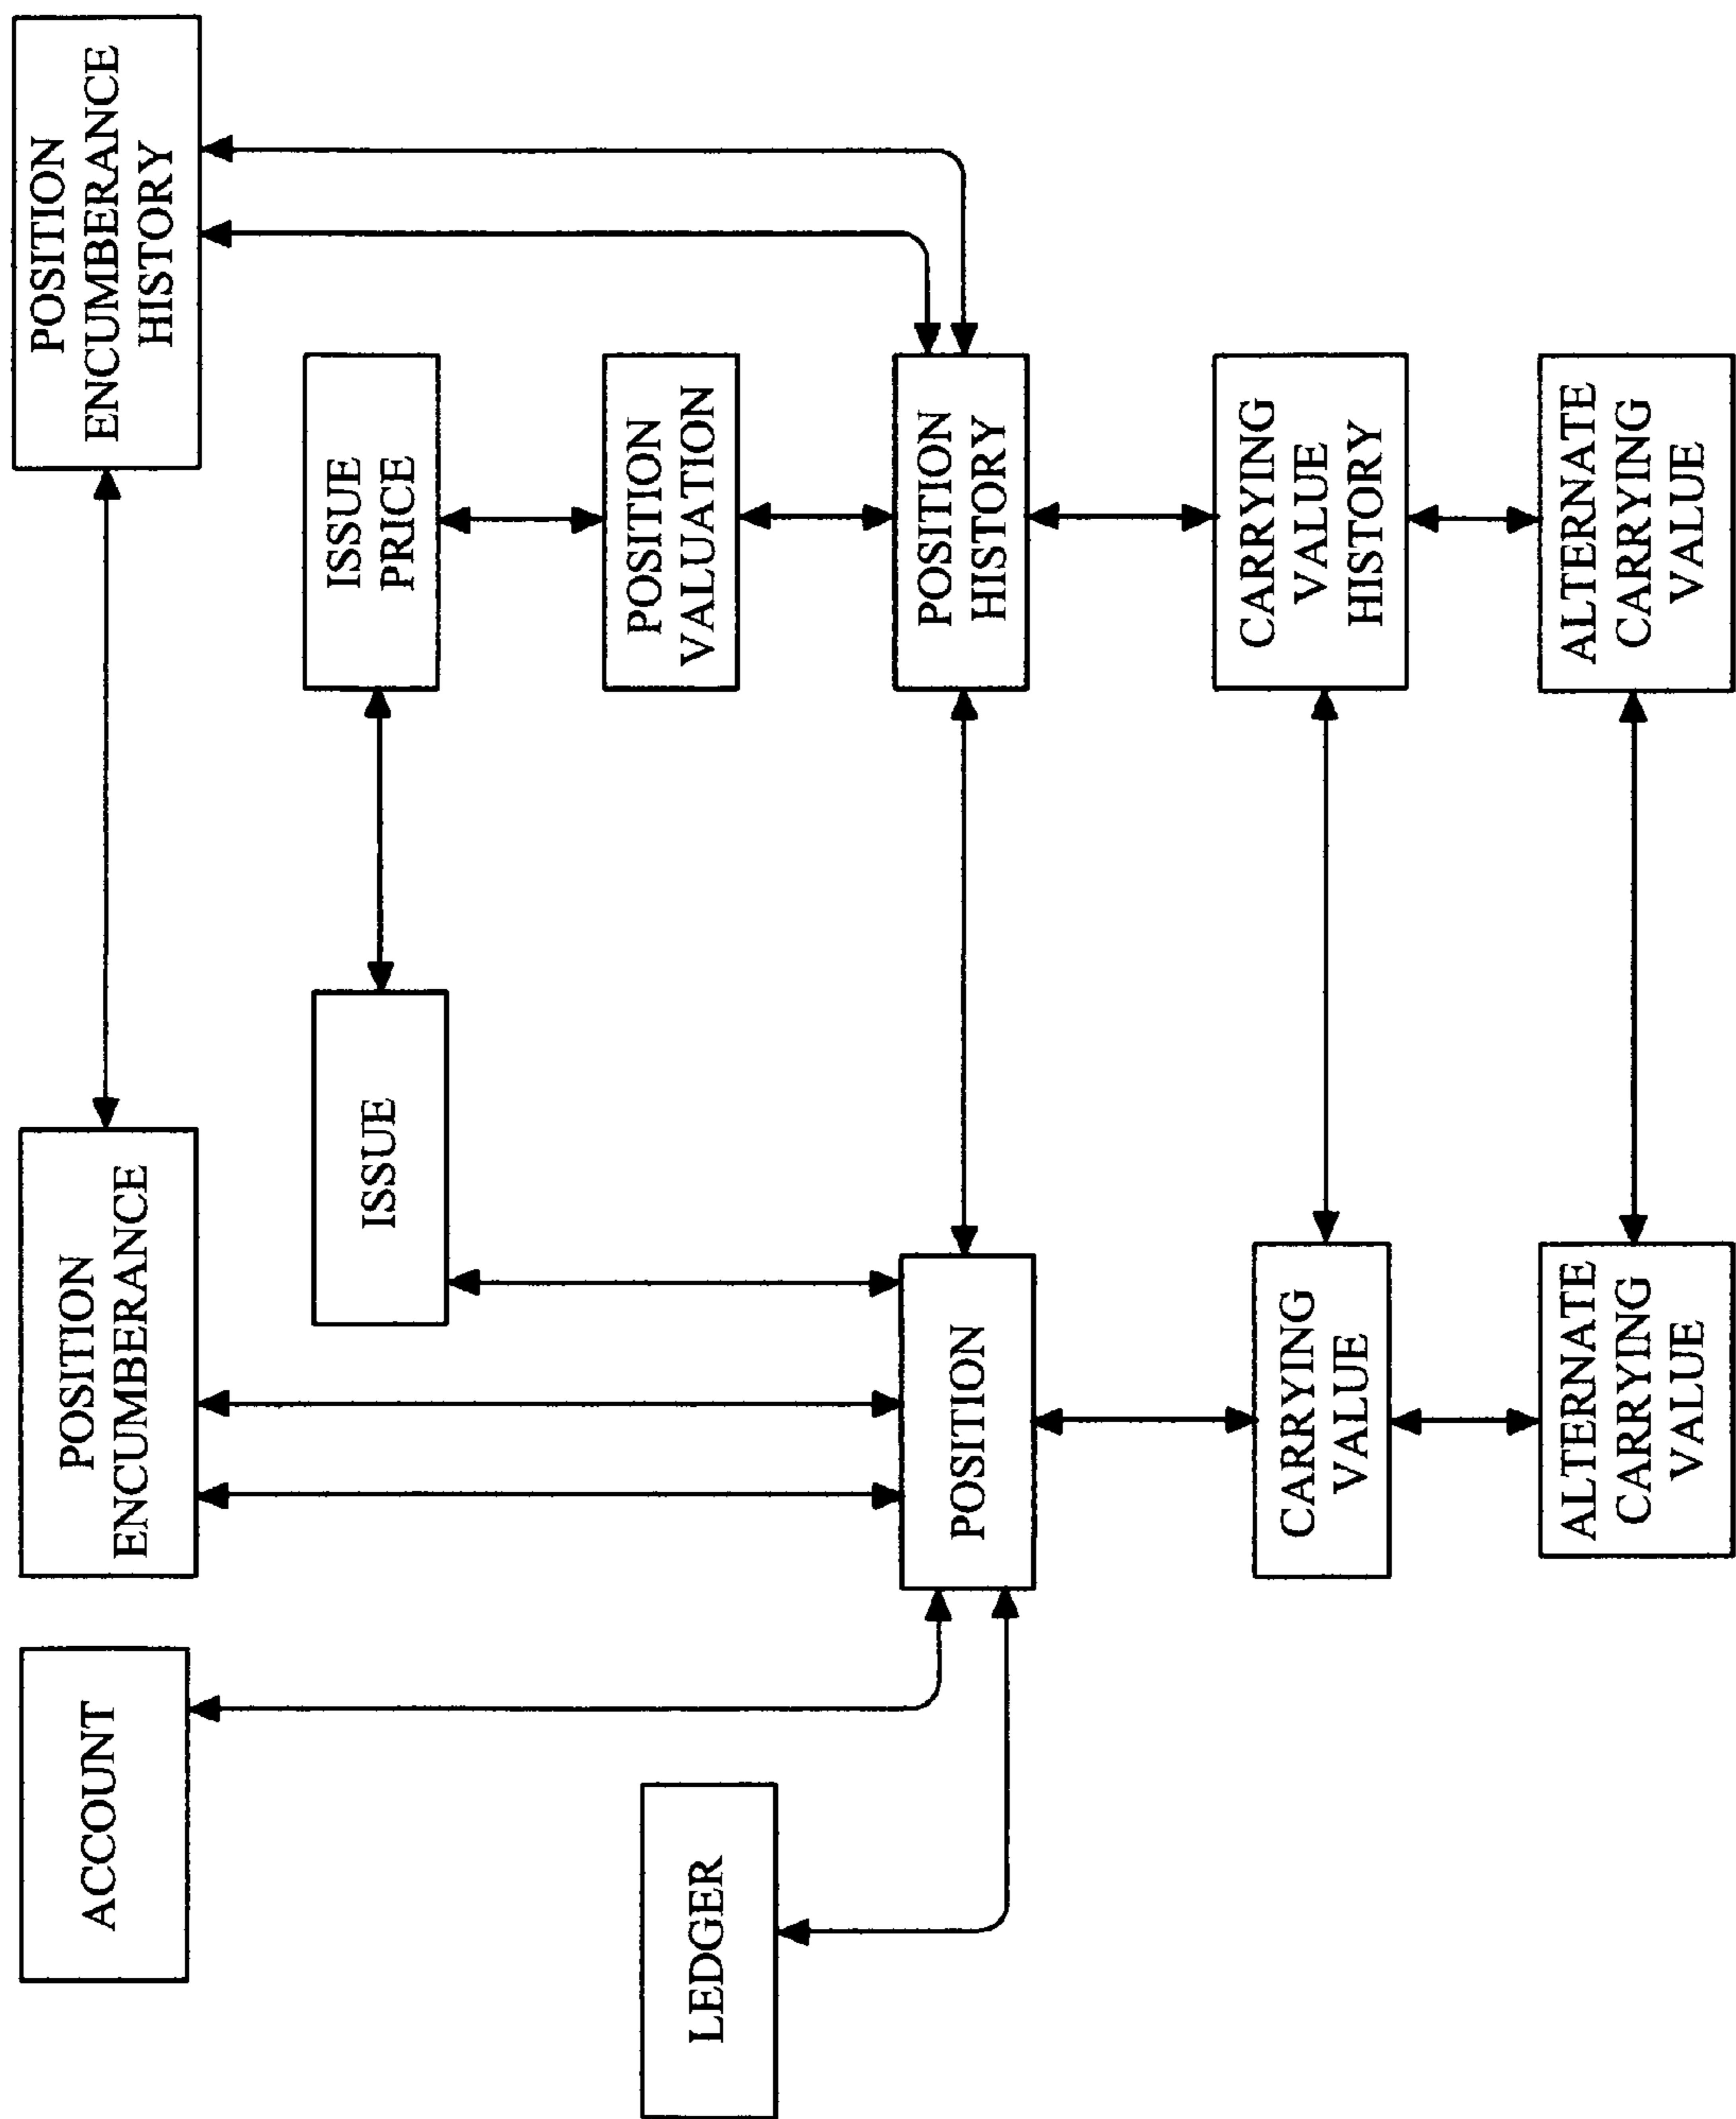 ACCOUNT
POSITION
ENCUMBERANCE
POSITION
ENCUMBERANCE
HISTORY
ISSUE
ISSUE
PRICE
LEDGER
POSITION
VALUATION
POSITION
POSITION
HISTORY
CARRYING
VALUE
CARRYING
VALUE
HISTORY
ALTERNATE
CARRYING
VALUE
ALTERNATE
CARRYING
VALUE